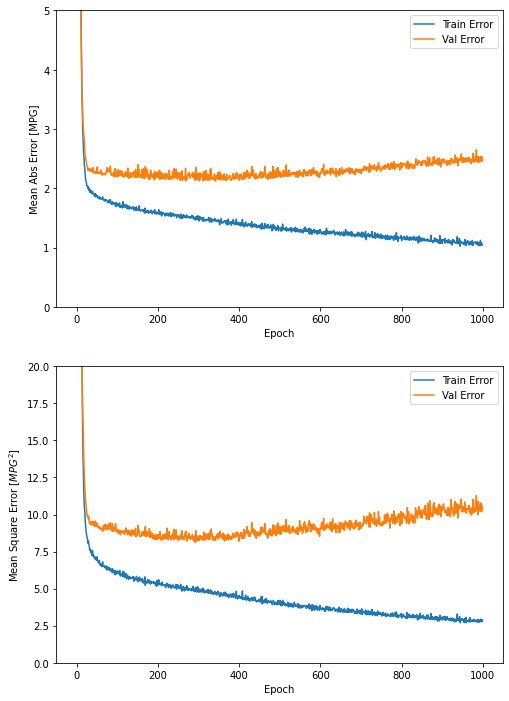 5
4
3
2
1
0
Mean Abs Error [MPG]
Train Error
Val Error
0 200 400 600 800 1000
Epoch
20.0
17.5
15.0
12.5
10.0
7.5
5.0
2.5
0.0
Mean Square Error [MPG²]
Train Error
Val Error
0 200 400 600 800 1000
Epoch